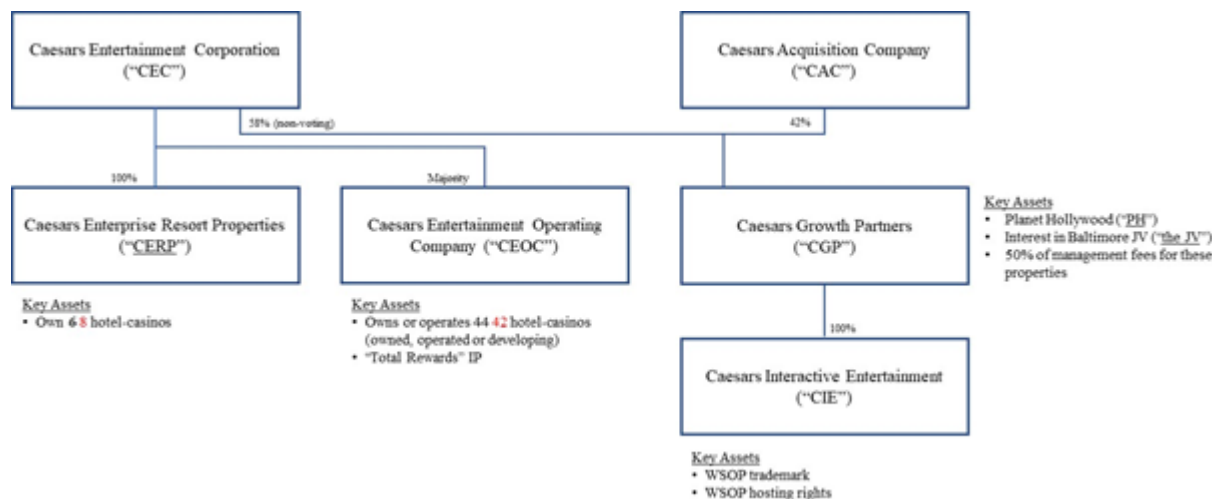 Caesars Entertainment Corporation
("CEC")
Caesars Acquisition Company
("CAC")
58% (non-voting)
42%
100%
Majority
Caesars Enterprise Resort Properties
("CERP")
Caesars Entertainment Operating
Company ("CEOC")
Caesars Growth Partners
("CGP")
Key Assets
• Planet Hollywood ("PH")
• Interest in Baltimore JV ("the JV")
• 50% of management fees for these
properties
Key Assets
• Own 6 8 hotel-casinos
Key Assets
• Owns or operates 44 42 hotel-casinos
(owned, operated or developing)
• "Total Rewards" IP
100%
Caesars Interactive Entertainment
("CIE")
Key Assets
• WSOP trademark
• WSOP hosting rights